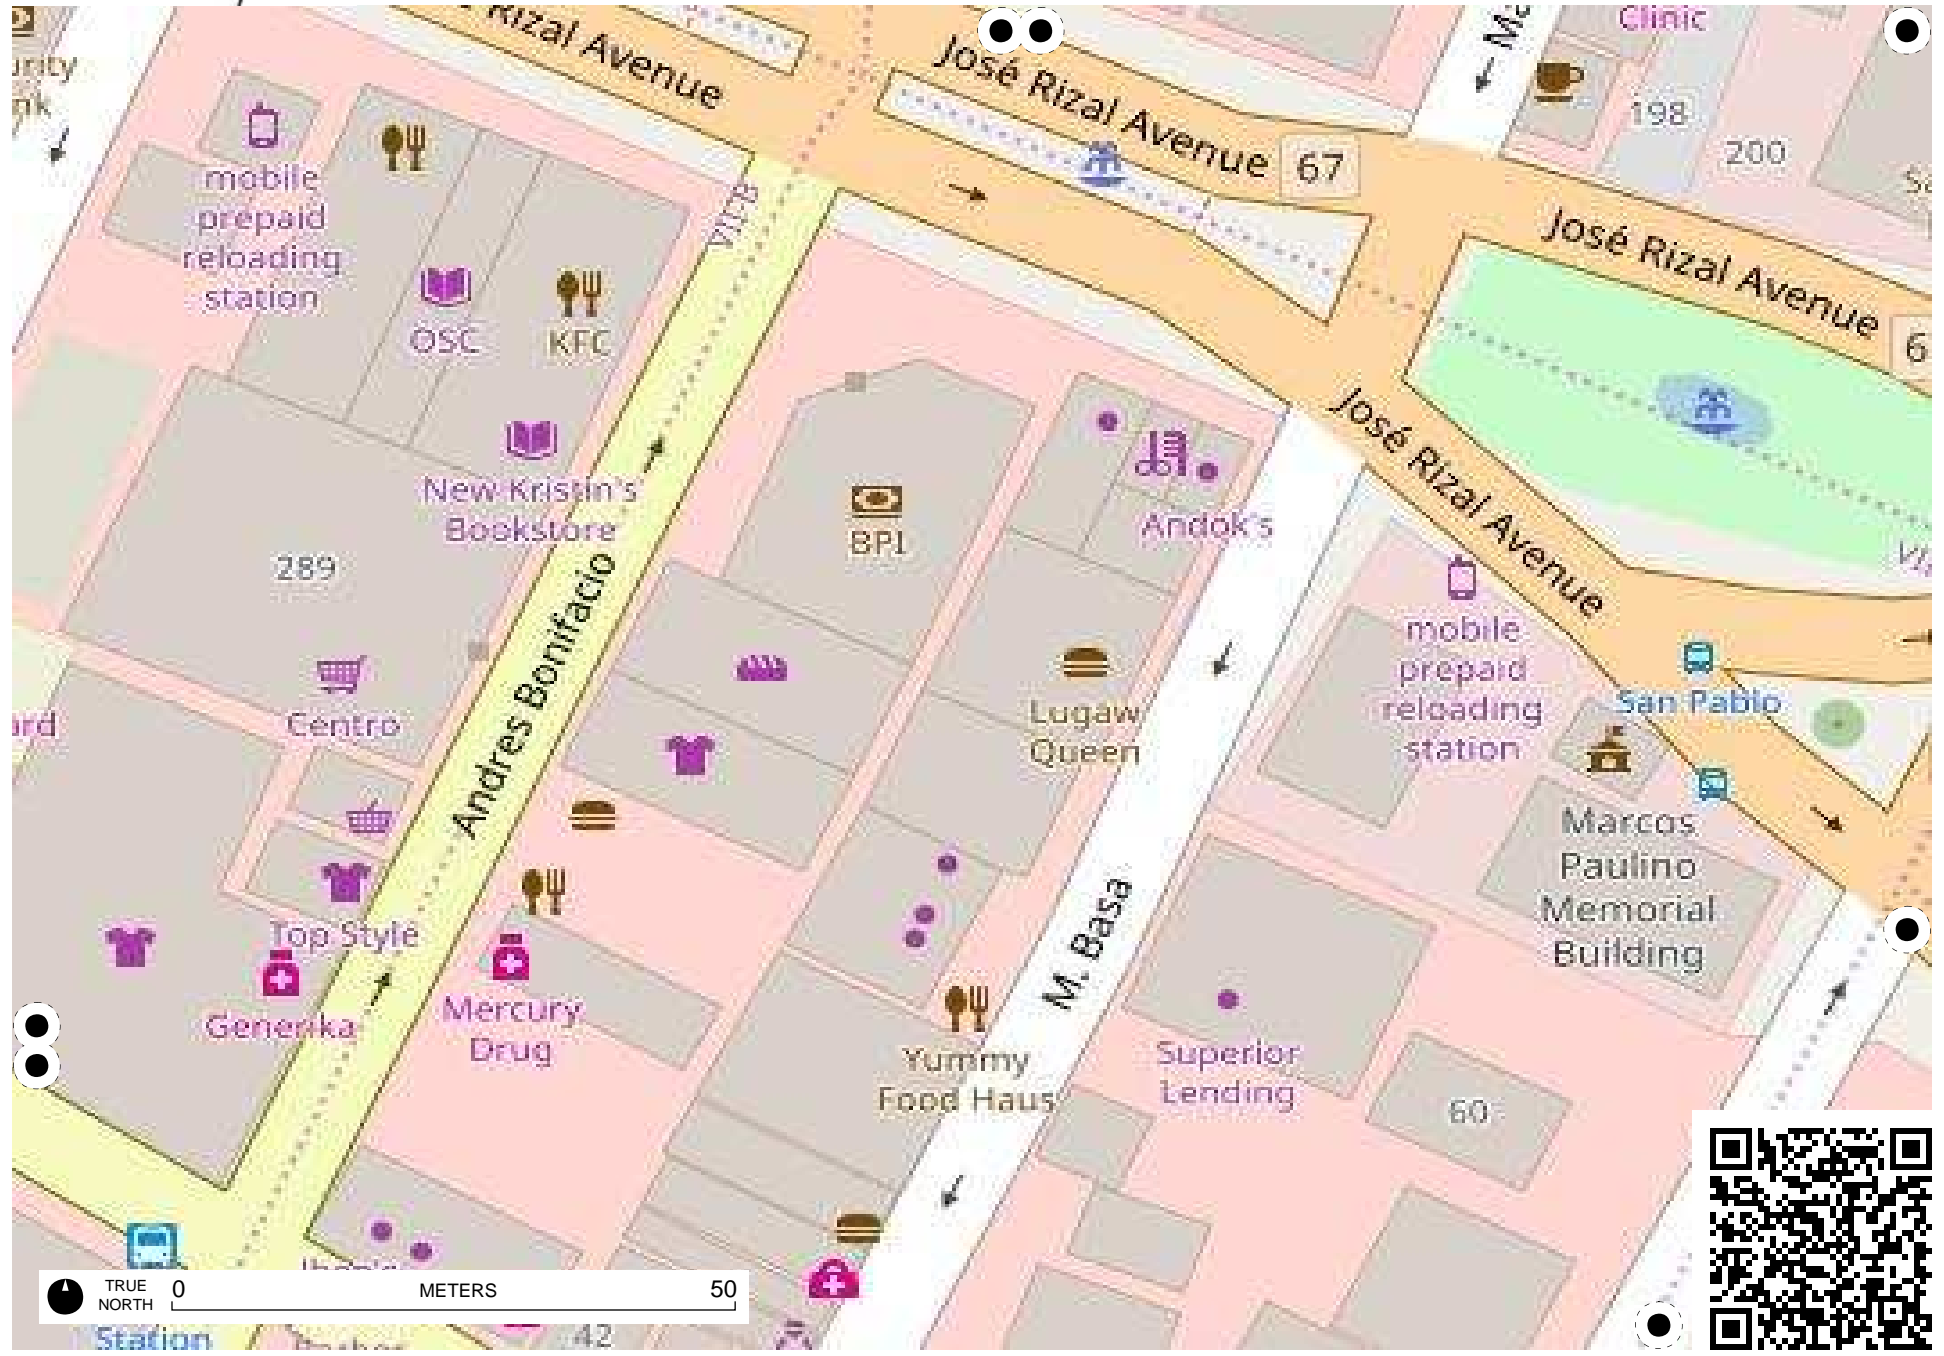 Rizal Avenue
José Rizal Avenue
67
Clinic
198
200
José Rizal Avenue
mobile
prepaid
reloading
station
VII-B
OSC
KFC
José Rizal Avenue
New Kristin's
Bookstore
BPI
Andok's
289
Andres Bonifacio
mobile
prepaid
reloading
station
San Pablo
Centro
Lugaw
Queen
Marcos
Paulino
Memorial
Building
Top Style
M. Basa
Generika
Mercury
Drug
Yummy
Food Haus
Superior
Lending
60
TRUE
NORTH
0
METERS
50
Station
42